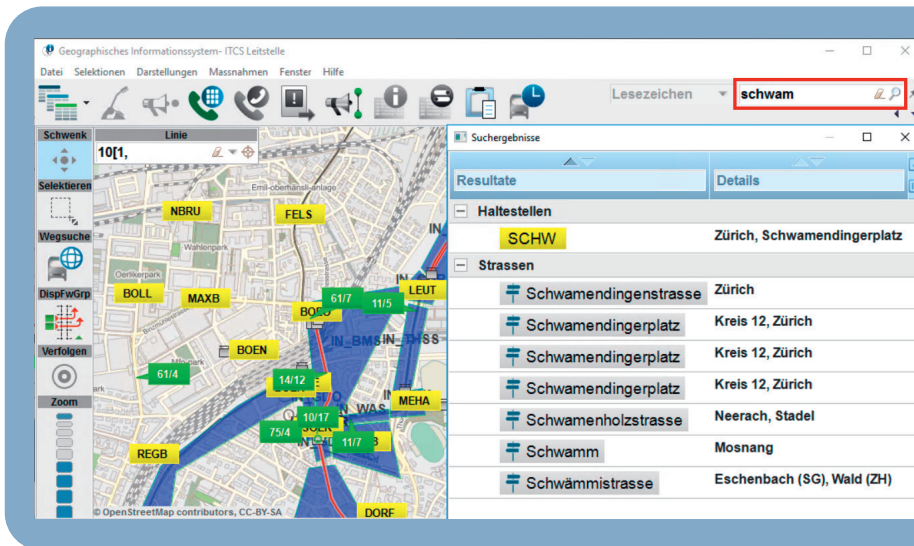 Geographisches Informationssystem- ITCS Leitstelle
Datei Selektionen Darstellungen Massnahmen Fenster Hilfe
Lesezeichen
schwam
Schwenk
Linie
10[1,
Selektieren
Wegsuche
DispFwGrp
Verfolgen
Zoom
Emil-oberhänsli-anlage
NBRU
FELS
Wahlenpark
Oerlikerpark
BOLL
MAXB
61/7
11/5
LEUT
IN_BMS
BOEN
61/4
14/12
MEHA
10/17
75/4
11/7
REGB
DORF
© OpenStreetMap contributors, CC-BY-SA
Suchergebnisse
Resultate Details
Haltestellen
SCHW Zürich, Schwamendingerplatz
Strassen
Schwamendingenstrasse Zürich
Schwamendingerplatz Kreis 12, Zürich
Schwamendingerplatz Kreis 12, Zürich
Schwamendingerplatz Kreis 12, Zürich
Schwamenholzstrasse Neerach, Stadel
Schwamm Mosnang
Schwämmistrasse Eschenbach (SG), Wald (ZH)